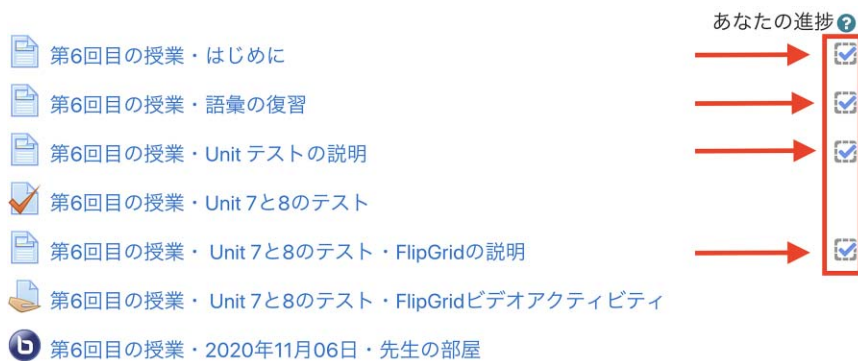 あなたの進捗
第6回目の授業・はじめに
第6回目の授業・語彙の復習
第6回目の授業・Unit テストの説明
第6回目の授業・Unit 7と8のテスト
第6回目の授業・ Unit 7と8のテスト・FlipGridの説明
第6回目の授業・ Unit 7と8のテスト・FlipGridビデオアクティビティ
第6回目の授業・2020年11月06日・先生の部屋